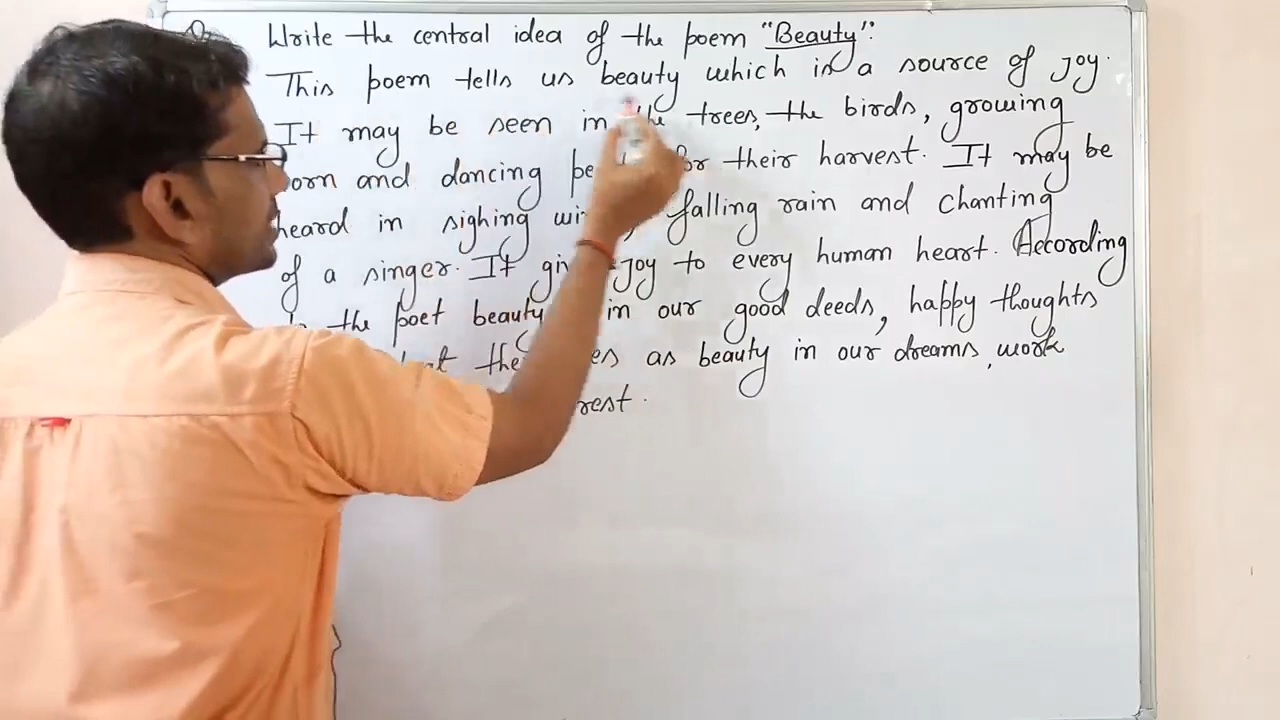 Write the central idea of the poem "Beauty".
This poem tells us beauty which is a source of joy.
It may be seen in the trees, the birds, growing
and dancing for their harvest. It may be
heard in sighing falling rain and chanting
of a singer. It joy to every human heart. According
the poet beauty in our good deeds, happy thoughts
as beauty in our dreams, work
rest.